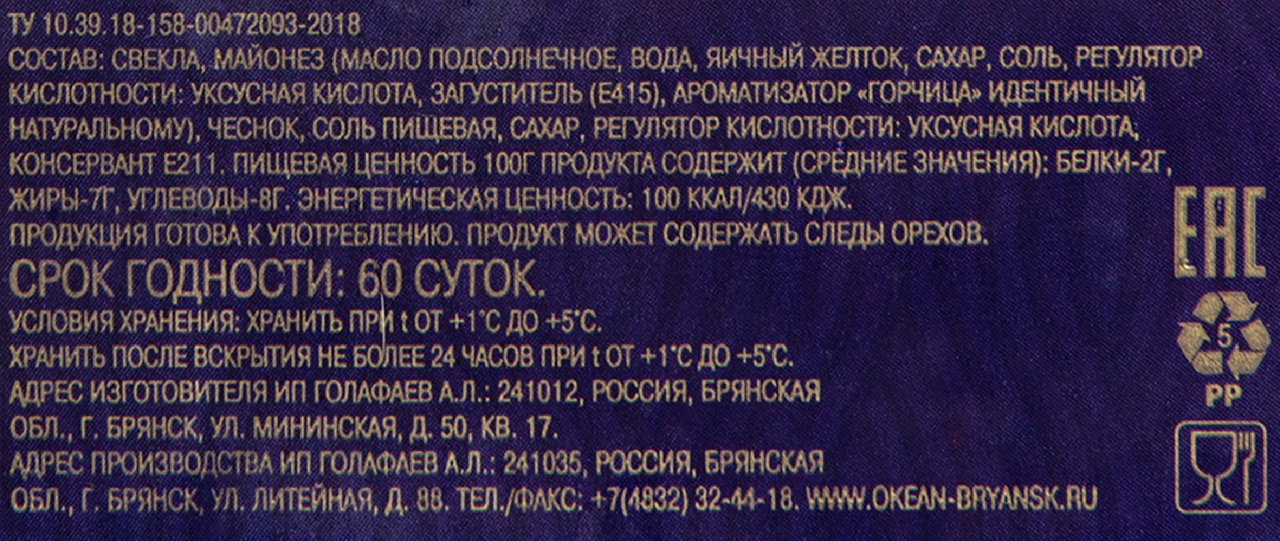 ТУ 10.39.18-158-00472093-2018
СОСТАВ: СВЕКЛА, МАЙОНЕЗ (МАСЛО ПОДСОЛНЕЧНОЕ, ВОДА, ЯИЧНЫЙ ЖЕЛТОК, САХАР, СОЛЬ, РЕГУЛЯТОР
КИСЛОТНОСТИ: УКСУСНАЯ КИСЛОТА, ЗАГУСТИТЕЛЬ (Е415), АРОМАТИЗАТОР «ГОРЧИЦА» ИДЕНТИЧНЫЙ
НАТУРАЛЬНОМУ), ЧЕСНОК, СОЛЬ ПИЩЕВАЯ, САХАР, РЕГУЛЯТОР КИСЛОТНОСТИ: УКСУСНАЯ КИСЛОТА,
КОНСЕРВАНТ Е211. ПИЩЕВАЯ ЦЕННОСТЬ 100Г ПРОДУКТА СОДЕРЖИТ (СРЕДНИЕ ЗНАЧЕНИЯ): БЕЛКИ-2Г,
ЖИРЫ-7Г, УГЛЕВОДЫ-8Г. ЭНЕРГЕТИЧЕСКАЯ ЦЕННОСТЬ: 100 ККАЛ/430 КДЖ.
ПРОДУКЦИЯ ГОТОВА К УПОТРЕБЛЕНИЮ. ПРОДУКТ МОЖЕТ СОДЕРЖАТЬ СЛЕДЫ ОРЕХОВ.
СРОК ГОДНОСТИ: 60 СУТОК.
УСЛОВИЯ ХРАНЕНИЯ: ХРАНИТЬ ПРИ t ОТ +1°С ДО +5°С.
ХРАНИТЬ ПОСЛЕ ВСКРЫТИЯ НЕ БОЛЕЕ 24 ЧАСОВ ПРИ t ОТ +1°С ДО +5°С.
АДРЕС ИЗГОТОВИТЕЛЯ ИП ГОЛАФАЕВ А.Л.: 241012, РОССИЯ, БРЯНСКАЯ
ОБЛ., Г. БРЯНСК, УЛ. МИНИНСКАЯ, Д. 50, КВ. 17.
АДРЕС ПРОИЗВОДСТВА ИП ГОЛАФАЕВ А.Л.: 241035, РОССИЯ, БРЯНСКАЯ
ОБЛ., Г. БРЯНСК, УЛ. ЛИТЕЙНАЯ, Д. 88. ТЕЛ./ФАКС: +7(4832) 32-44-18. WWW.OKEAN-BRYANSK.RU
EAC
5
PP